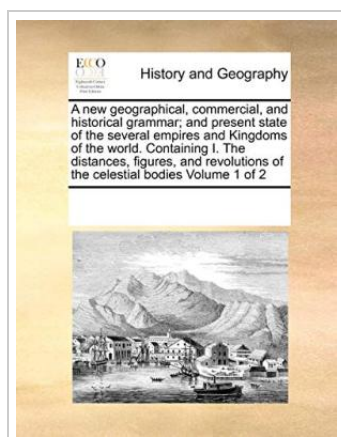 ECCO
History and Geography
A new geographical, commercial, and
historical grammar; and present state
of the several empires and Kingdoms
of the world. Containing I. The
distances, figures, and revolutions of
the celestial bodies Volume 1 of 2